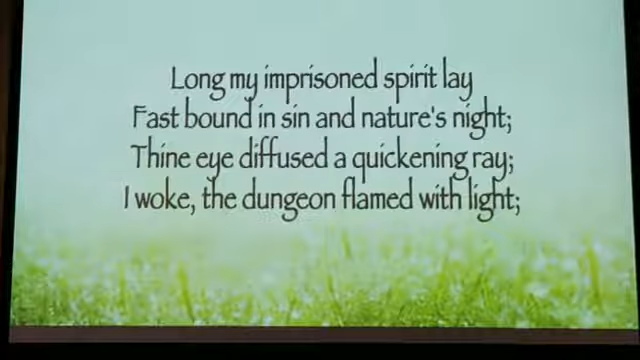 Long my imprisoned spirit lay
Fast bound in sin and nature's night;
Thine eye diffused a quickening ray;
I woke, the dungeon flamed with light;